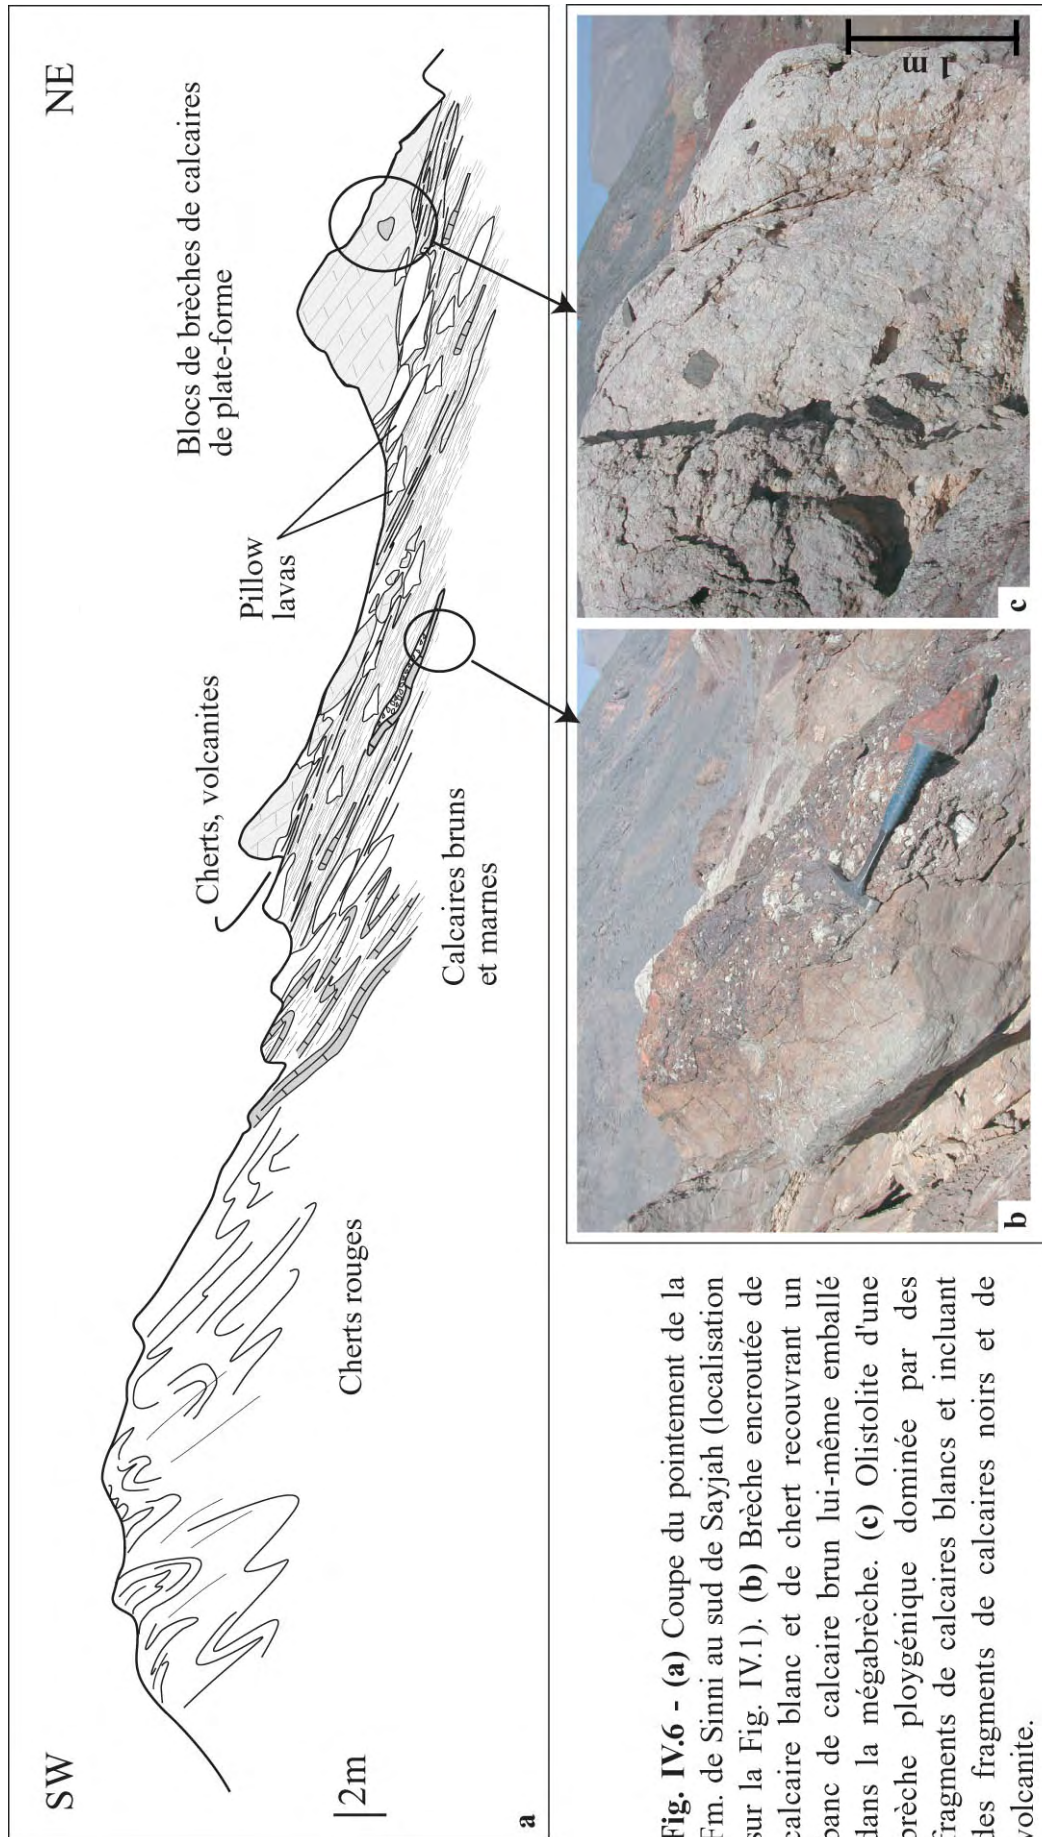 SW
NE
Blocs de brèches de calcaires
de plate-forme
Pillow
lavas
Cherts, volcanites
Calcaires bruns
et marnes
Cherts rouges
2m
a
b
c
1 m
Fig. IV.6 - (a) Coupe du pointement de la
Fm. de Sinni au sud de Sayjah (localisation
sur la Fig. IV.1). (b) Brèche encroutée de
calcaire blanc et de chert recouvrant un
banc de calcaire brun lui-même emballé
dans la mégabrèche. (c) Olistolite d'une
brèche ploygénique dominée par des
fragments de calcaires blancs et incluant
des fragments de calcaires noirs et de
volcanite.